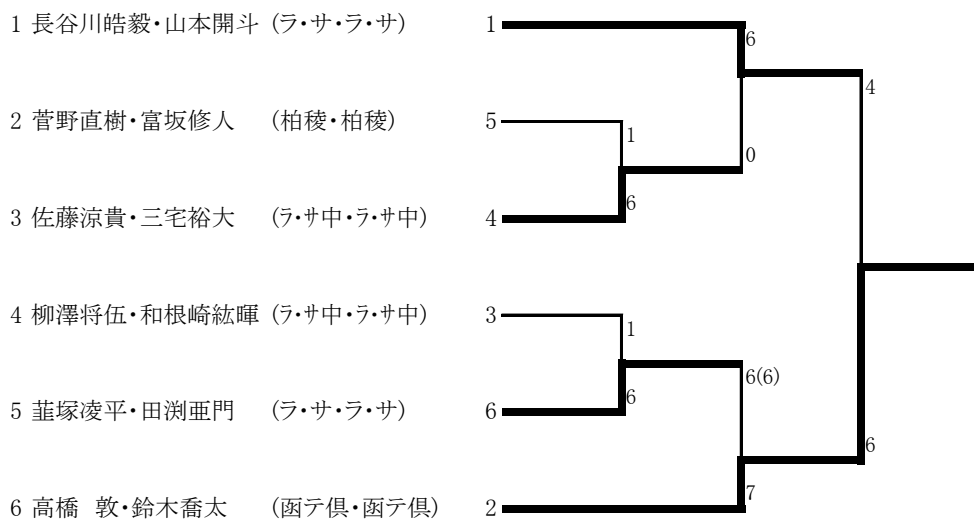 1 長谷川皓毅・山本開斗 (ラ・サ・ラ・サ) 1
6
4
2 菅野直樹・富坂修人 (柏稜・柏稜) 5
1
0
3 佐藤涼貴・三宅裕大 (ラ・サ中・ラ・サ中) 4
6
4 柳澤将伍・和根崎紘暉 (ラ・サ中・ラ・サ中) 3
1
6(6)
5 韮塚凌平・田渕亜門 (ラ・サ・ラ・サ) 6
6
6
6 高橋 敦・鈴木喬太 (函テ倶・函テ倶) 2
7